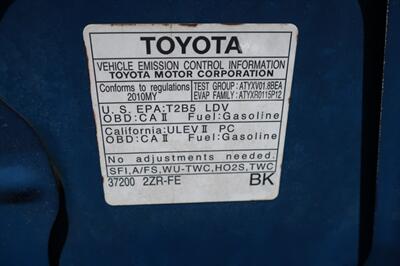 TOYOTA
VEHICLE EMISSION CONTROL INFORMATION
TOYOTA MOTOR CORPORATION
Conforms to regulations TEST GROUP : ATYXV01.8BEA
2010MY EVAP. FAMILY : ATYXR0115P12
U. S. EPA:T2B5 LDV
OBD:CA II Fuel:Gasoline
California:ULEV II PC
OBD:CA II Fuel:Gasoline
No adjustments needed.
SFI,A/FS,WU-TWC,HO2S,TWC
37200 2ZR-FE BK